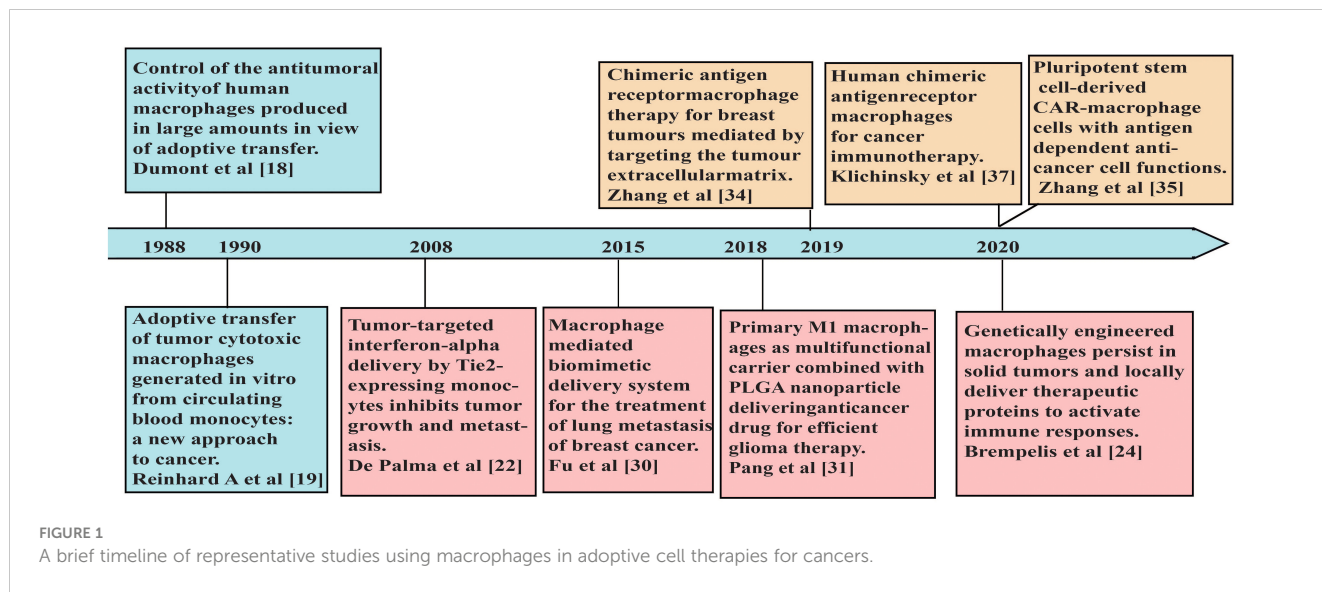 Control of the antitumoral
activityof human
macrophages produced
in large amounts in view
of adoptive transfer.
Dumont et al [18]
Chimeric antigen
receptormacrophage
therapy for breast
tumours mediated by
targeting the tumour
extracellularmatrix.
Zhang et al [34]
Human chimeric
antigenreceptor
macrophages
for cancer
immunotherapy.
Klichinsky et al [37]
Pluripotent stem
cell-derived
CAR-macrophage
cells with antigen
dependent anti-
cancer cell functions.
Zhang et al [35]
1988 1990 2008 2015 2018 2019 2020
Adoptive transfer
of tumor cytotoxic
macrophages
generated in vitro
from circulating
blood monocytes:
a new approach
to cancer.
Reinhard A et al [19]
Tumor-targeted
interferon-alpha
delivery by Tie2-
expressing monoc-
ytes inhibits tumor
growth and metast-
asis.
De Palma et al [22]
Macrophage
mediated
biomimetic
delivery system
for the treatment
of lung metastasis
of breast cancer.
Fu et al [30]
Primary M1 macroph-
ages as multifunctional
carrier combined with
PLGA nanoparticle
deliveringanticancer
drug for efficient
glioma therapy.
Pang et al [31]
Genetically engineered
macrophages persist in
solid tumors and locally
deliver therapeutic
proteins to activate
immune responses.
Brempelis et al [24]
FIGURE 1
A brief timeline of representative studies using macrophages in adoptive cell therapies for cancers.